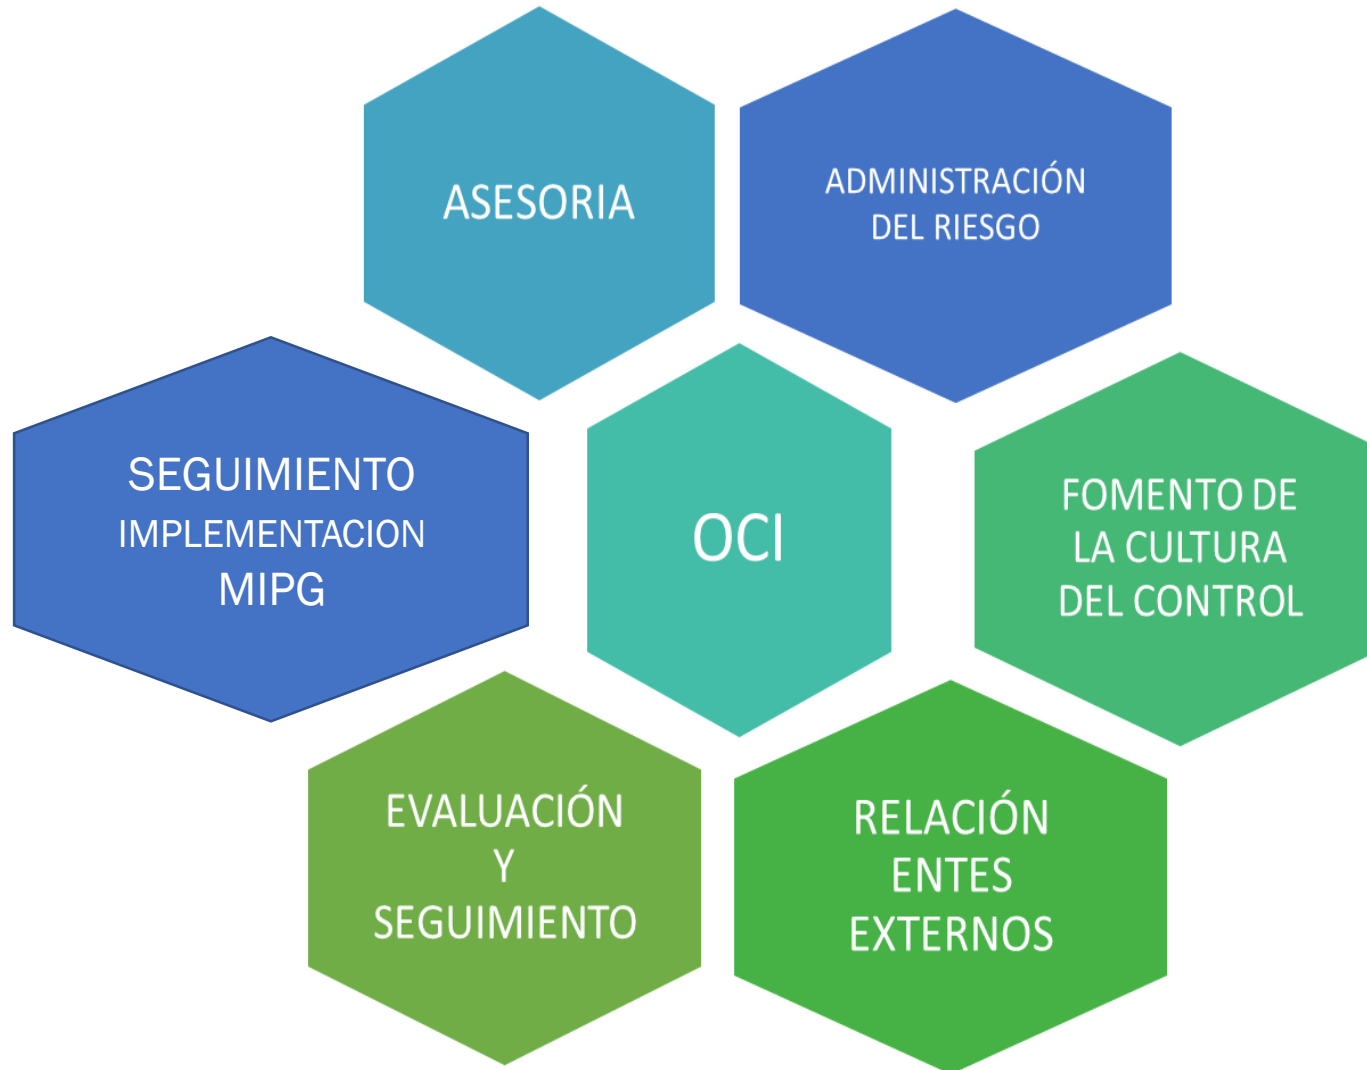 ASESORIA
ADMINISTRACIÓN
DEL RIESGO
SEGUIMIENTO
IMPLEMENTACION
MIPG
OCI
FOMENTO DE
LA CULTURA
DEL CONTROL
EVALUACIÓN
Y
SEGUIMIENTO
RELACIÓN
ENTES
EXTERNOS